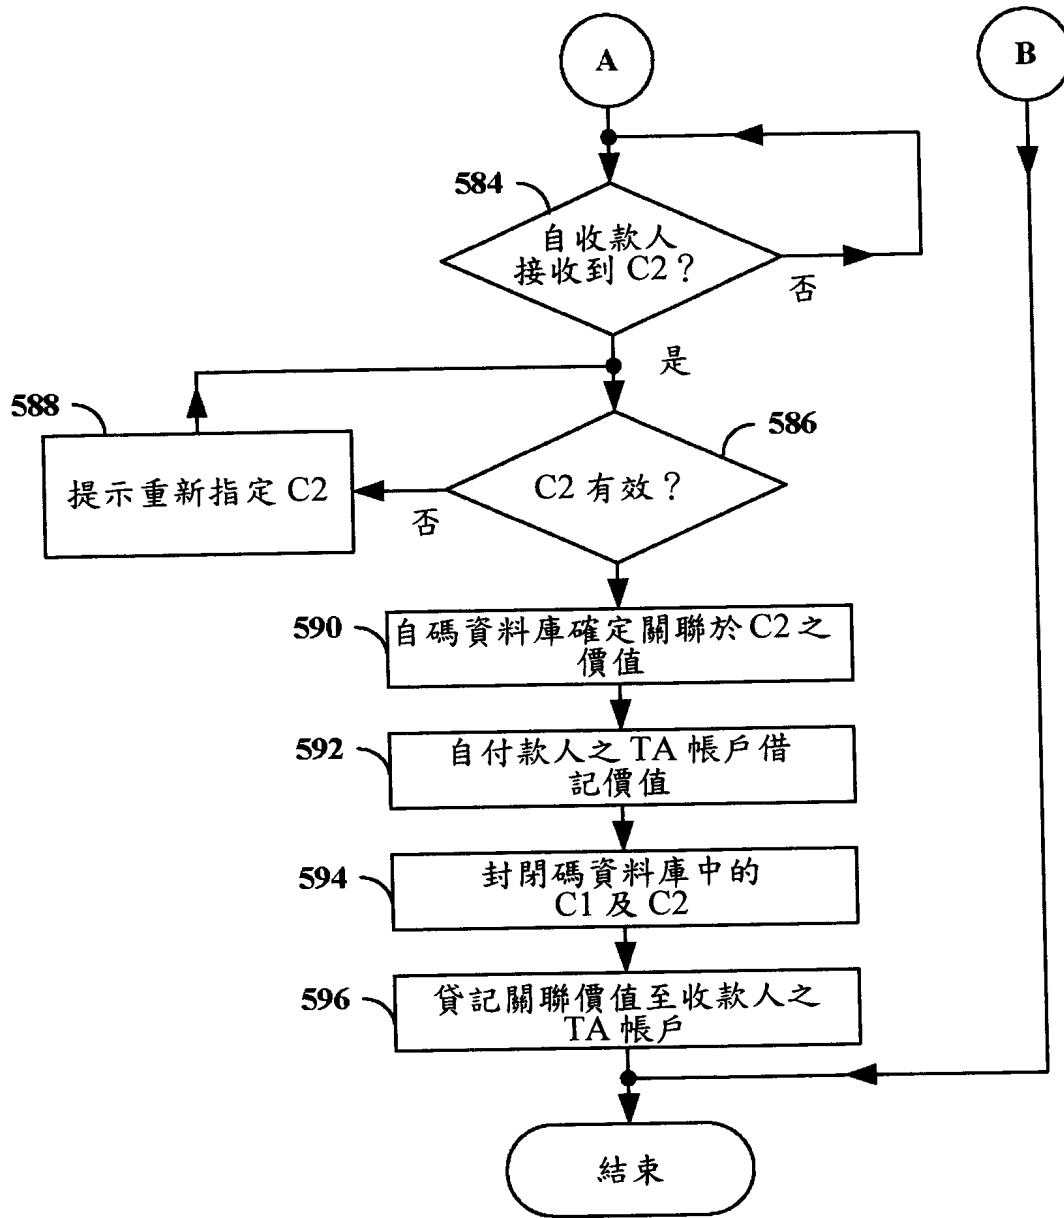 A
B
584
自收款人
接收到 C2？
否
是
588
提示重新指定 C2
586
C2 有效？
否
590
自碼資料庫確定關聯於 C2 之
價值
592
自付款人之 TA 帳戶借
記價值
594
封閉碼資料庫中的
C1 及 C2
596
貸記關聯價值至收款人之
TA 帳戶
結束